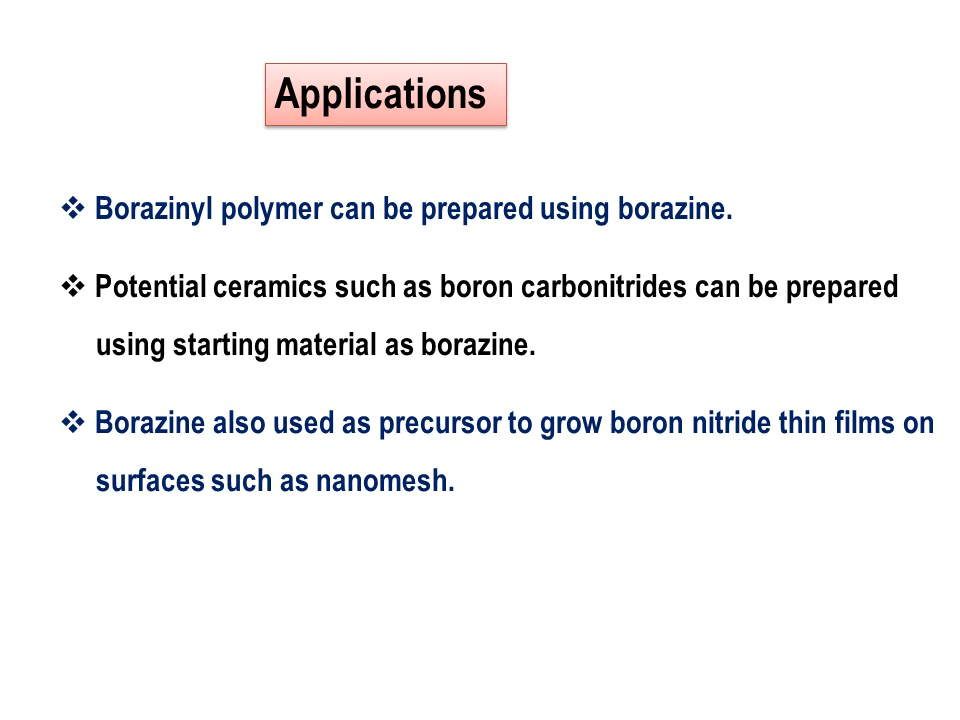 Applications
❖ Borazinyl polymer can be prepared using borazine.
❖ Potential ceramics such as boron carbonitrides can be prepared
using starting material as borazine.
❖ Borazine also used as precursor to grow boron nitride thin films on
surfaces such as nanomesh.